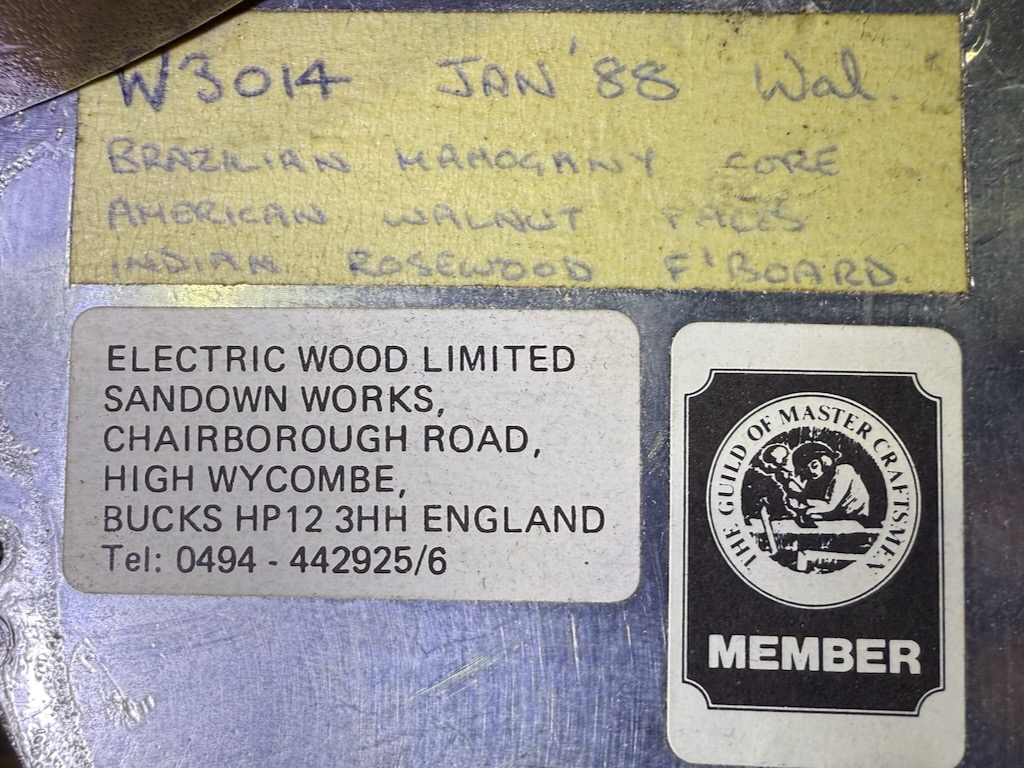 W3014 JAN '88 Wal.
BRAZILIAN MAHOGANY CORE
AMERICAN WALNUT FACES
INDIAN ROSEWOOD F'BOARD.
ELECTRIC WOOD LIMITED
SANDOWN WORKS,
CHAIRBOROUGH ROAD,
HIGH WYCOMBE,
BUCKS HP12 3HH ENGLAND
Tel: 0494 - 442925/6
THE GUILD OF MASTER CRAFTSMEN
MEMBER